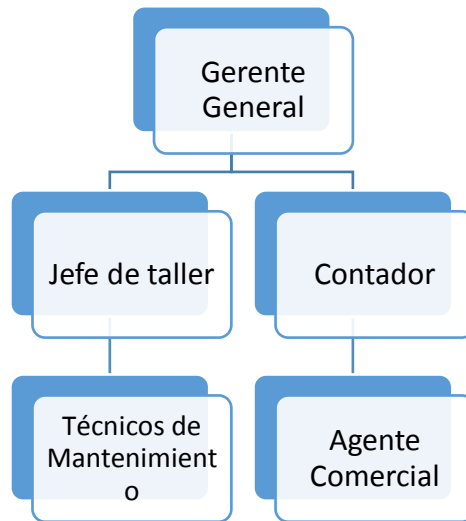 Gerente
General
Jefe de taller
Contador
Técnicos de
Mantenimient
o
Agente
Comercial